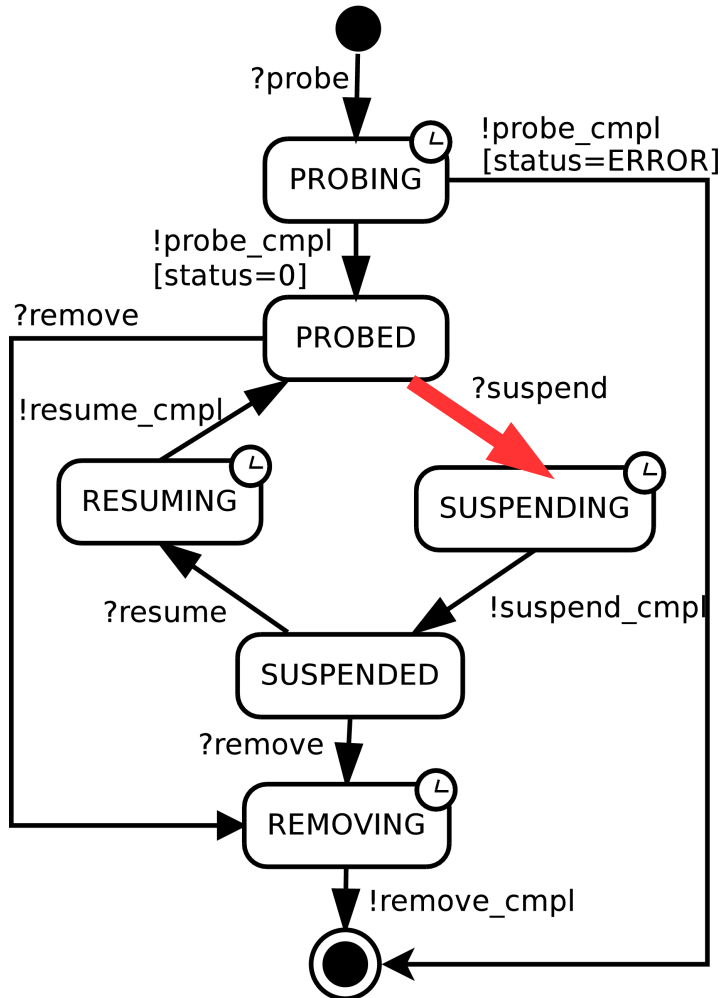 ?probe
!probe_cmpl
[status=ERROR]
PROBING
!probe_cmpl
[status=0]
?remove
PROBED
?suspend
!resume_cmpl
RESUMING
SUSPENDING
?resume
!suspend_cmpl
SUSPENDED
?remove
REMOVING
!remove_cmpl